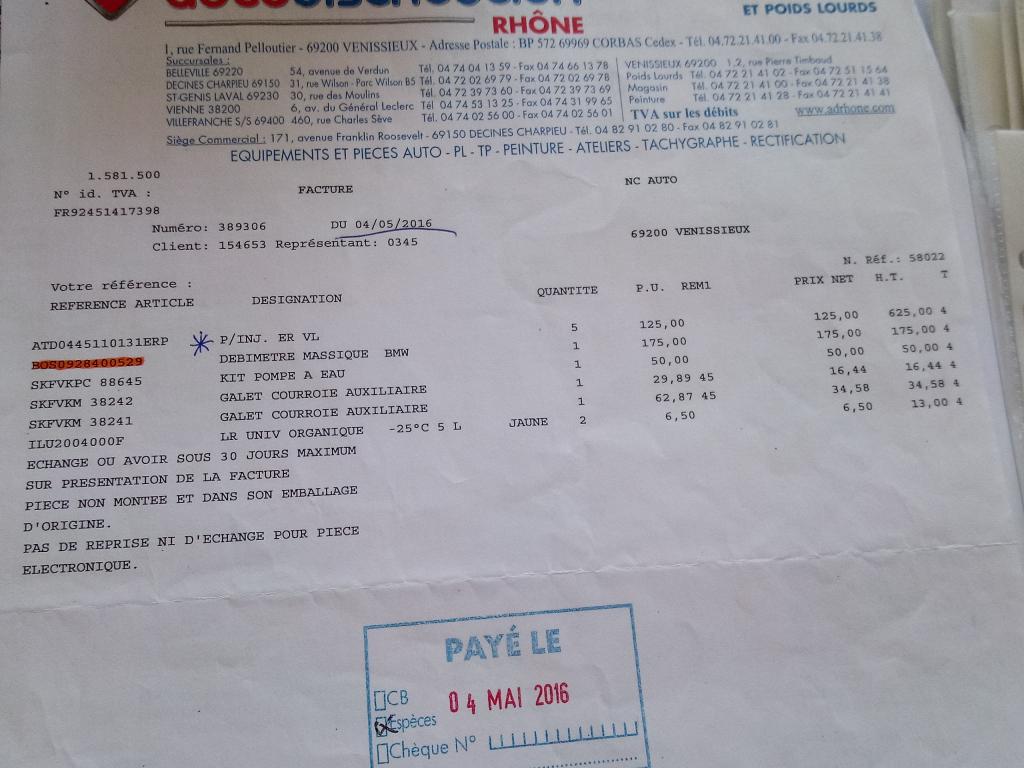 RHÔNE
ET POIDS LOURDS
1, rue Fernand Pelloutier - 69200 VENISSIEUX - Adresse Postale : BP 572 69969 CORBAS Cedex - Tél. 04.72.21.41.00 - Fax 04.72.21.41.38
Succursales :
BELLEVILLE 69220 54, avenue de Verdun Tél. 04 74 04 13 59 - Fax 04 74 66 13 78
DECINES CHARPIEU 69150 31, rue Wilson - Parc Wilson B5 Tél. 04 72 02 69 79 - Fax 04 72 02 69 78
ST-GENIS LAVAL 69230 30, rue des Moulins Tél. 04 72 39 73 60 - Fax 04 72 39 73 69
VIENNE 38200 6, av. du Général Leclerc Tél. 04 74 53 13 25 - Fax 04 74 31 99 65
VILLEFRANCHE S/S 69400 460, rue Charles Sève Tél. 04 74 02 56 00 - Fax 04 74 02 56 01
VENISSIEUX 69200 1,2, rue Pierre Timbaud
Poids Lourds Tél. 04 72 21 41 02 - Fax 04 72 51 15 64
Magasin Tél. 04 72 21 41 00 - Fax 04 72 21 41 38
Peinture Tél. 04 72 21 41 28 - Fax 04 72 21 41 41
TVA sur les débits www.adrhone.com
Siège Commercial : 171, avenue Franklin Roosevelt - 69150 DECINES CHARPIEU - Tél. 04 82 91 02 80 - Fax 04 82 91 02 81
EQUIPEMENTS ET PIECES AUTO - PL - TP - PEINTURE - ATELIERS - TACHYGRAPHE - RECTIFICATION
1.581.500
N° id. TVA : FACTURE NC AUTO
FR92451417398
Numéro: 389306 DU 04/05/2016
Client: 154653 Représentant: 0345 69200 VENISSIEUX
N. Réf.: 58022
Votre référence :
REFERENCE ARTICLE DESIGNATION QUANTITE P.U. REM1 PRIX NET H.T. T
ATD0445110131ERP P/INJ. ER VL 5 125,00 125,00 625,00 4
BOS0928400529 DEBIMETRE MASSIQUE BMW 1 175,00 175,00 175,00 4
SKFVKPC 88645 KIT POMPE A EAU 1 50,00 50,00 50,00 4
SKFVKM 38242 GALET COURROIE AUXILIAIRE 1 29,89 45 16,44 16,44 4
SKFVKM 38241 GALET COURROIE AUXILIAIRE 1 62,87 45 34,58 34,58 4
ILU2004000F LR UNIV ORGANIQUE -25°C 5 L JAUNE 2 6,50 6,50 13,00 4
ECHANGE OU AVOIR SOUS 30 JOURS MAXIMUM
SUR PRESENTATION DE LA FACTURE
PIECE NON MONTEE ET DANS SON EMBALLAGE
D'ORIGINE.
PAS DE REPRISE NI D'ECHANGE POUR PIECE
ELECTRONIQUE.
PAYÉ LE
CB
04 MAI 2016
Espèces
Chèque N°